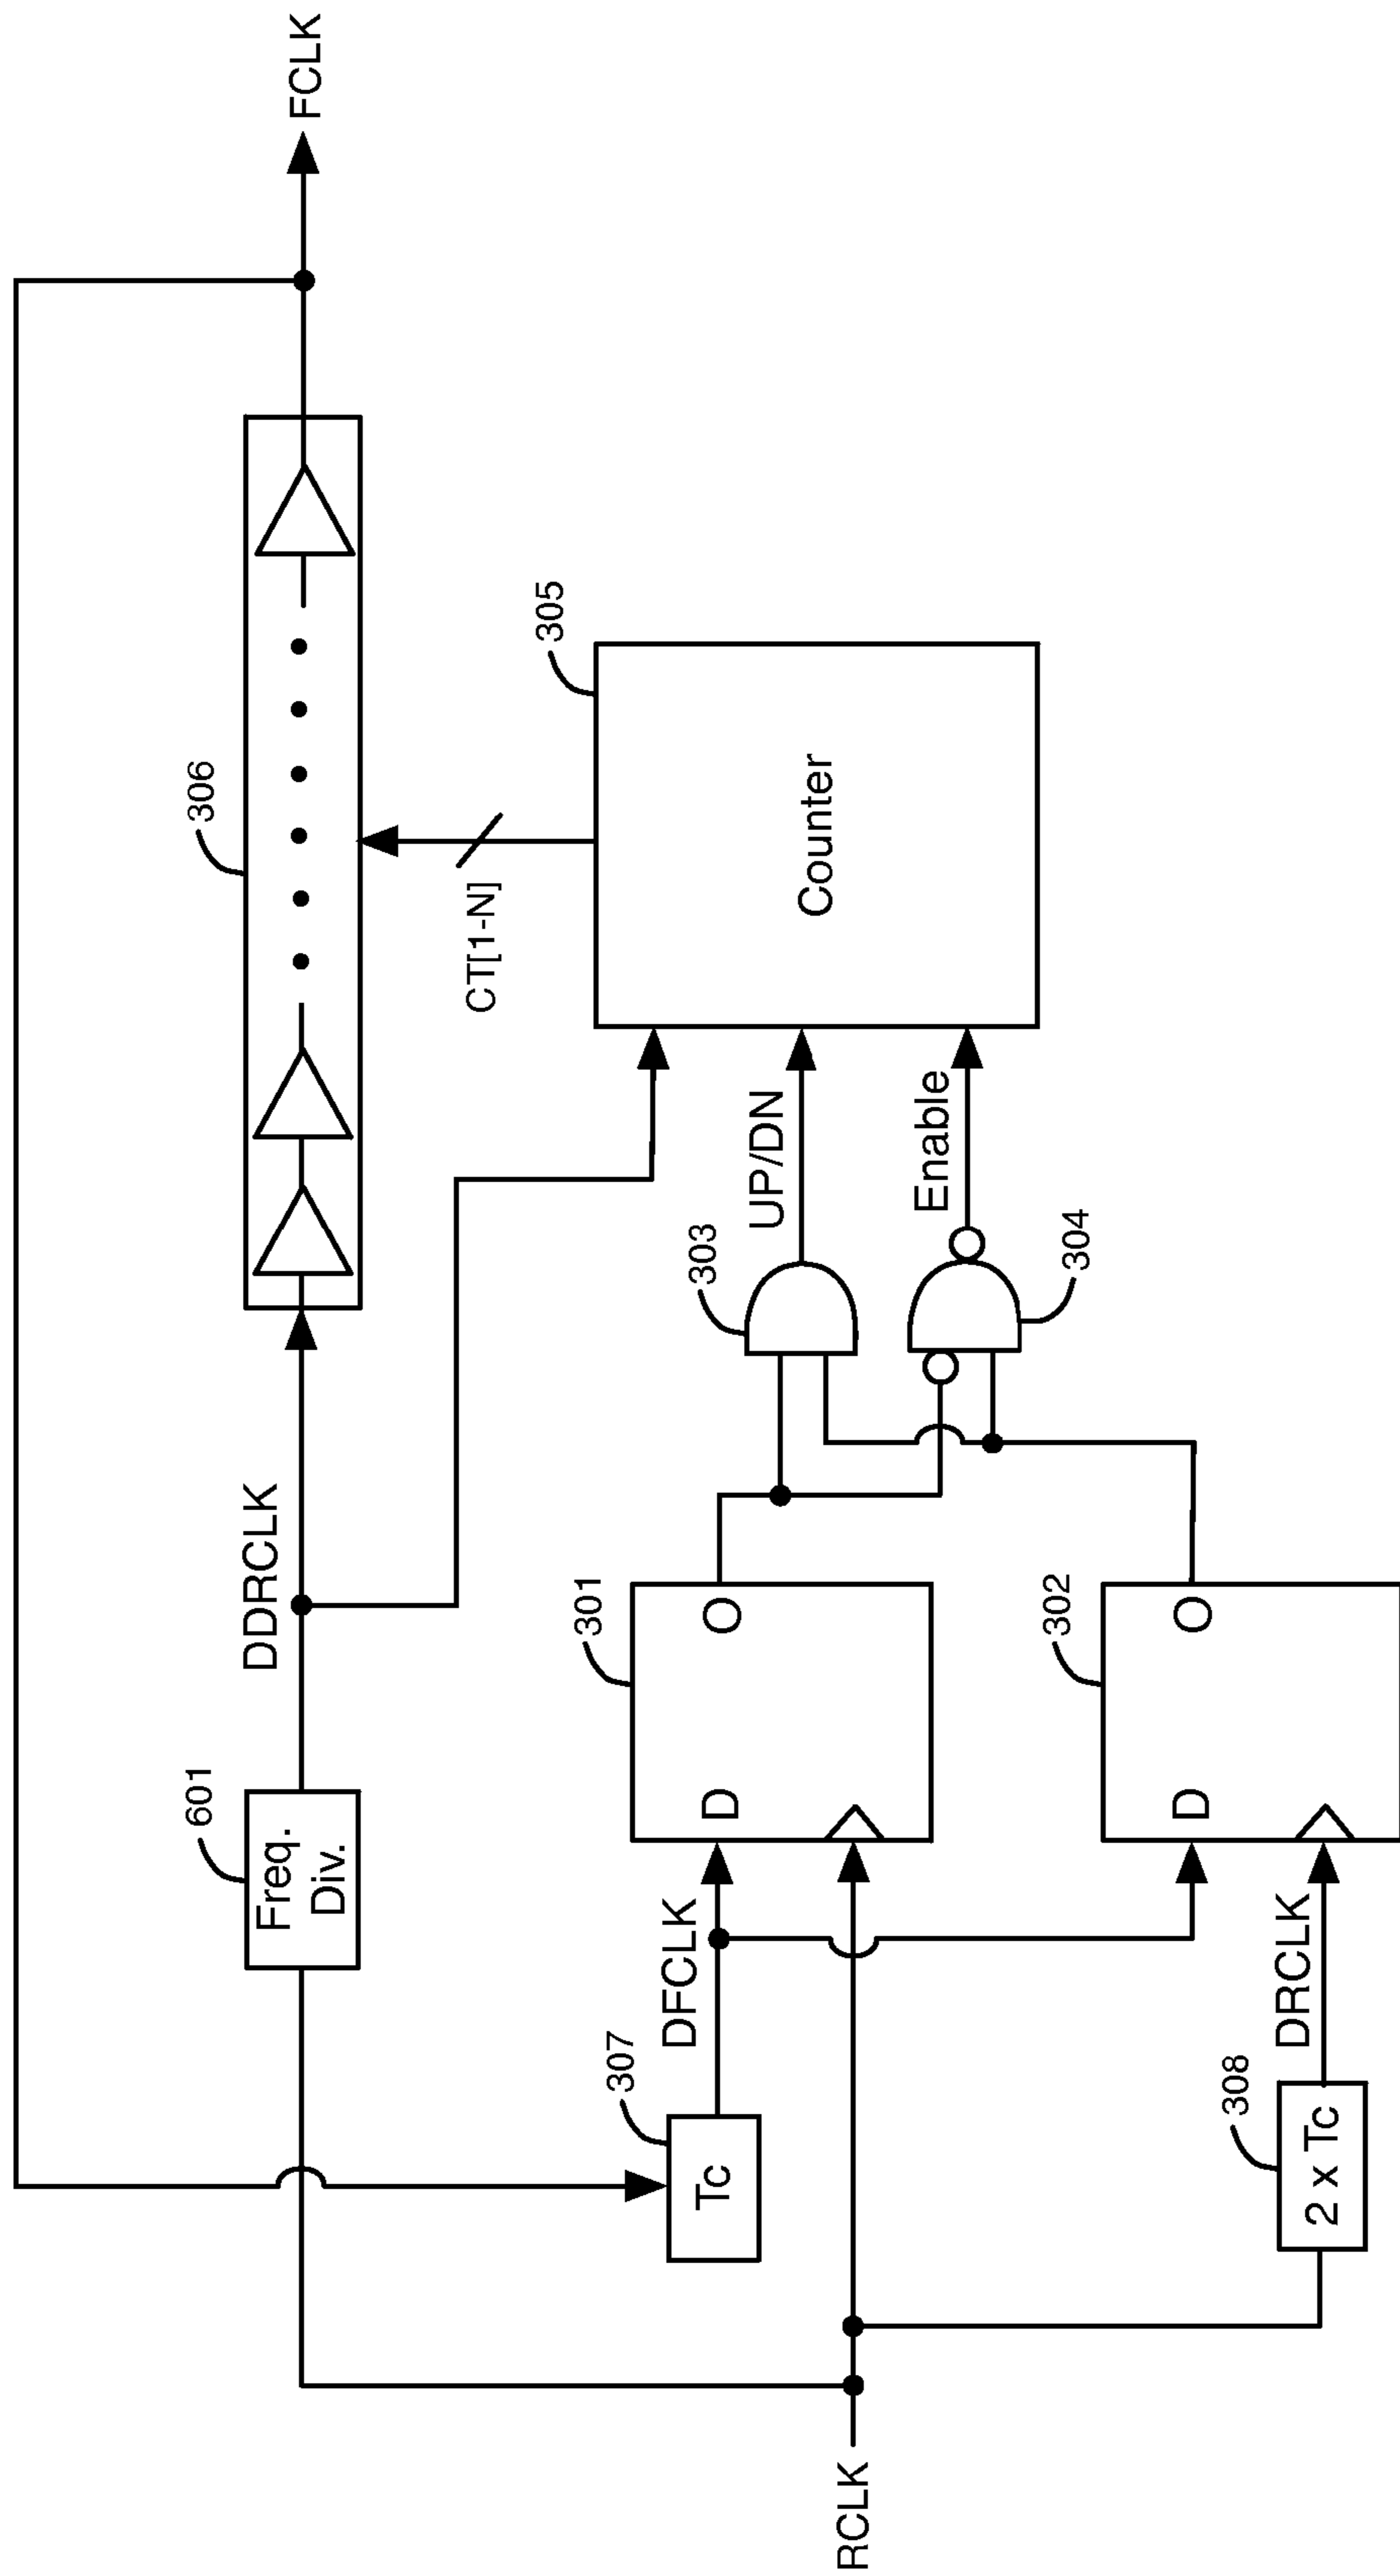 FCLK
306
CT[1-N]
305
Counter
DDRCLK
601
Freq.
Div.
303
UP/DN
Enable
304
301
D
O
302
D
O
307
Tc
DFCLK
308
2 x Tc
DRCLK
RCLK